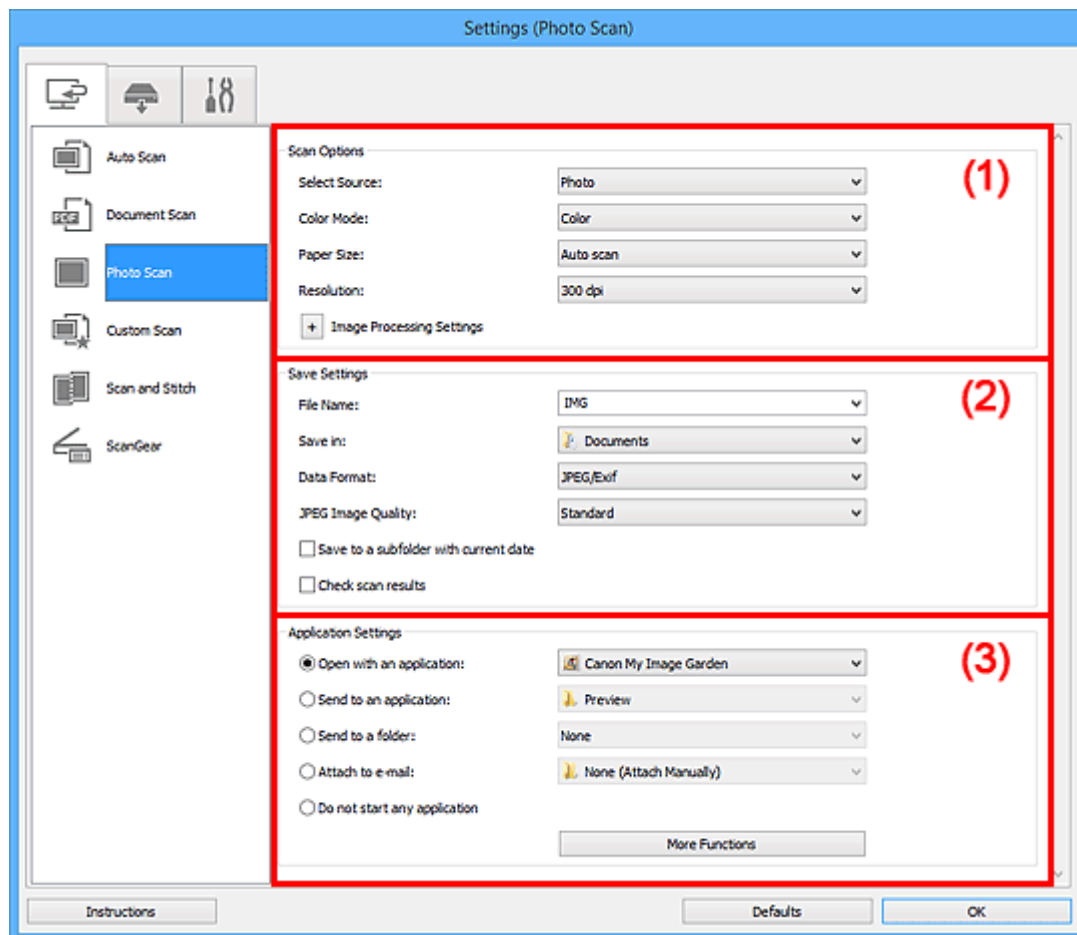 Settings (Photo Scan)
Auto Scan
Document Scan
Photo Scan
Custom Scan
Scan and Stitch
ScanGear
Scan Options
(1)
Select Source: Photo
Color Mode: Color
Paper Size: Auto scan
Resolution: 300 dpi
+ Image Processing Settings
Save Settings
(2)
File Name: IMG
Save in: Documents
Data Format: JPEG/Exif
JPEG Image Quality: Standard
Save to a subfolder with current date
Check scan results
Application Settings
(3)
Open with an application: Canon My Image Garden
Send to an application: Preview
Send to a folder: None
Attach to e-mail: None (Attach Manually)
Do not start any application
More Functions
Instructions Defaults OK